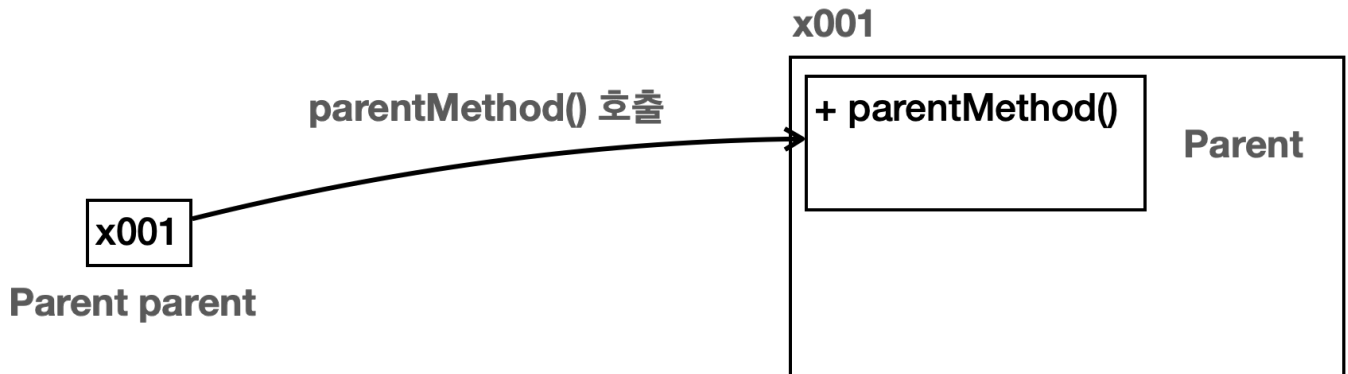 x001
parentMethod() 호출
+ parentMethod()
Parent
x001
Parent parent